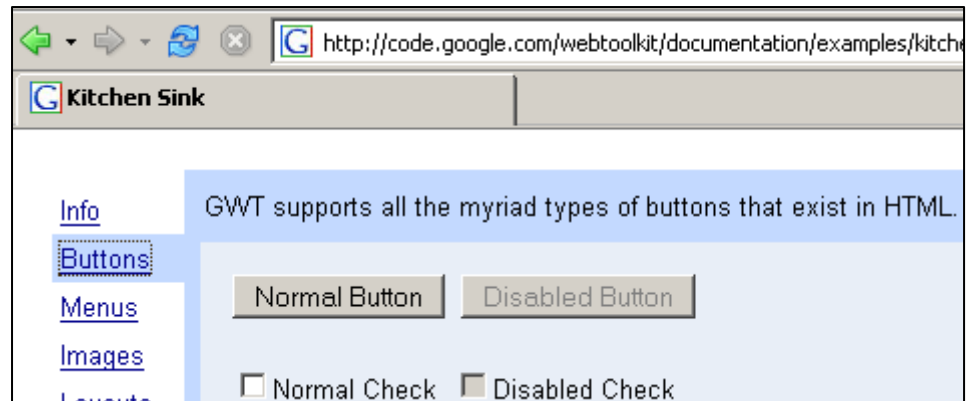 http://code.google.com/webtoolkit/documentation/examples/kitche
Kitchen Sink
Info
GWT supports all the myriad types of buttons that exist in HTML.
Buttons
Normal Button Disabled Button
Menus
Images
Normal Check Disabled Check